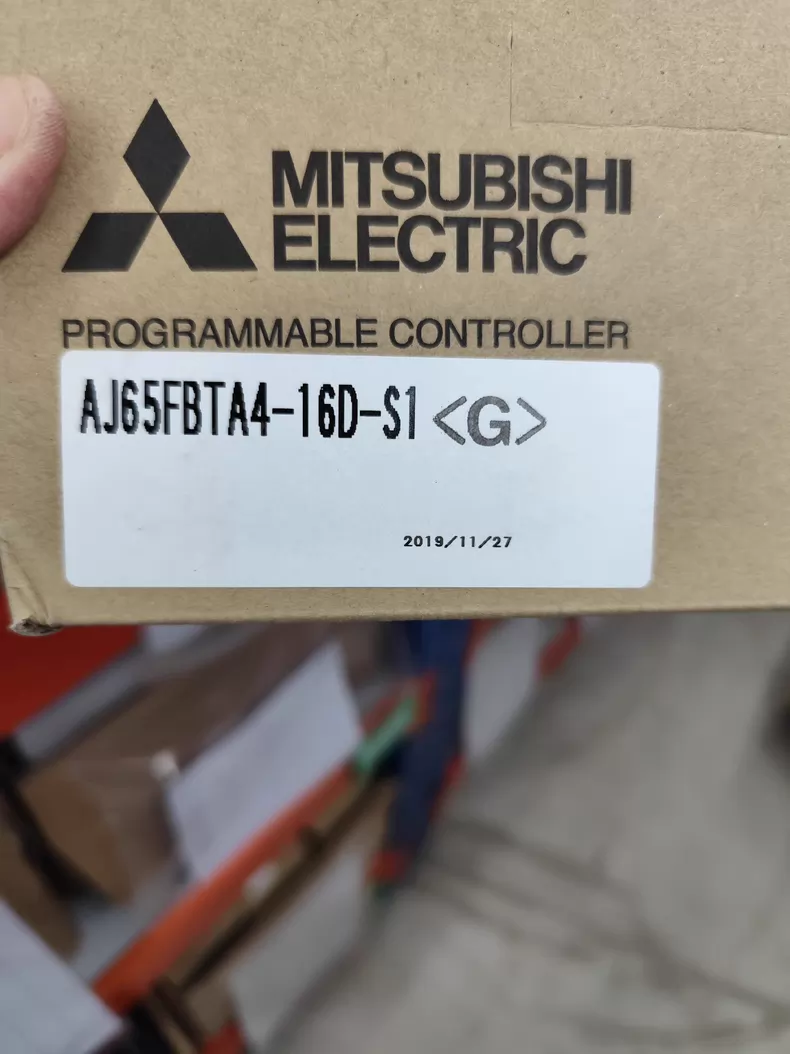 MITSUBISHI
ELECTRIC
PROGRAMMABLE CONTROLLER
AJ65FBTA4-16D-S1 <G>
2019/11/27